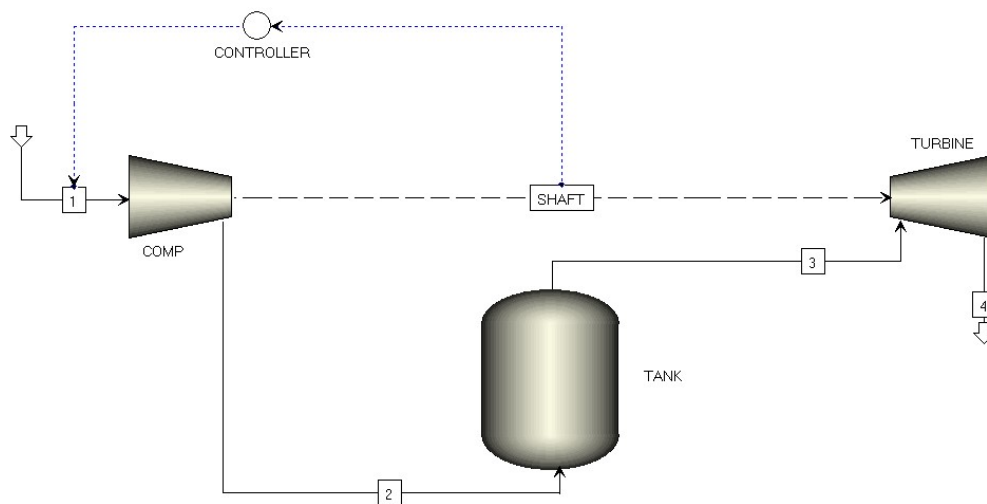 CONTROLLER
TURBINE
1
SHAFT
COMP
3
4
TANK
2